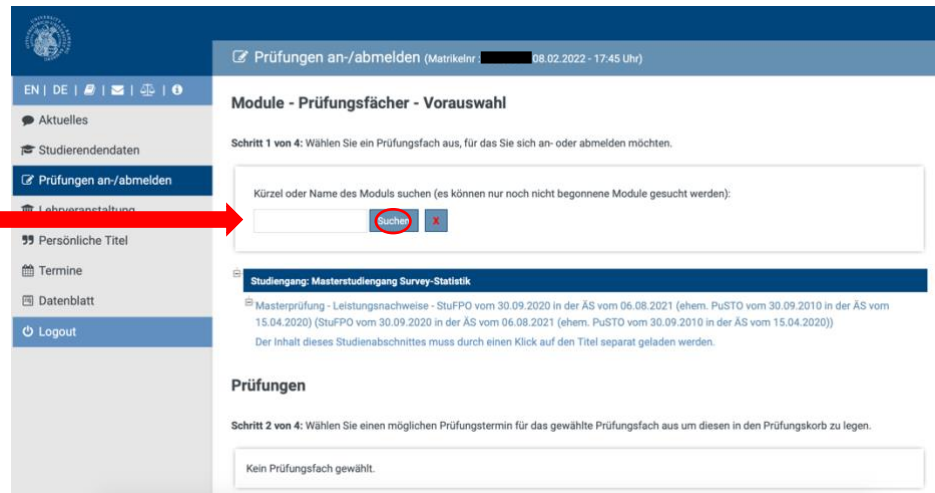 Prüfungen an-/abmelden (Matrikelnr.: 08.02.2022 - 17:45 Uhr)
EN | DE | | | |
Aktuelles
Studierendendaten
Prüfungen an-/abmelden
Lehrveranstaltung
Persönliche Titel
Termine
Datenblatt
Logout
Module - Prüfungsfächer - Vorauswahl
Schritt 1 von 4: Wählen Sie ein Prüfungsfach aus, für das Sie sich an- oder abmelden möchten.
Kürzel oder Name des Moduls suchen (es können nur noch nicht begonnene Module gesucht werden):
Suchen X
Studiengang: Masterstudiengang Survey-Statistik
Masterprüfung - Leistungsnachweise - StuFPO vom 30.09.2020 in der ÄS vom 06.08.2021 (ehem. PuSTO vom 30.09.2010 in der ÄS vom
15.04.2020) (StuFPO vom 30.09.2020 in der ÄS vom 06.08.2021 (ehem. PuSTO vom 30.09.2010 in der ÄS vom 15.04.2020))
Der Inhalt dieses Studienabschnittes muss durch einen Klick auf den Titel separat geladen werden.
Prüfungen
Schritt 2 von 4: Wählen Sie einen möglichen Prüfungstermin für das gewählte Prüfungsfach aus um diesen in den Prüfungskorb zu legen.
Kein Prüfungsfach gewählt.